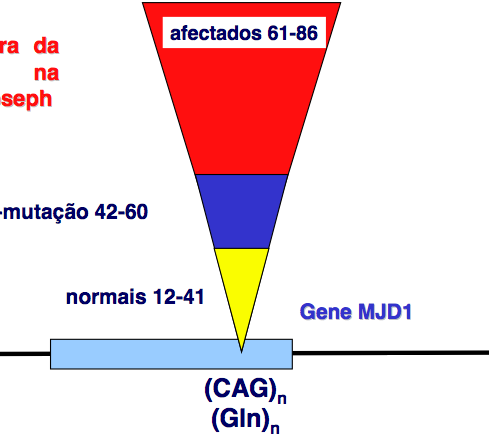 afectados 61-86
ra da
na
seph
-mutação 42-60
normais 12-41
Gene MJD1
(CAG)n
(Gln)n